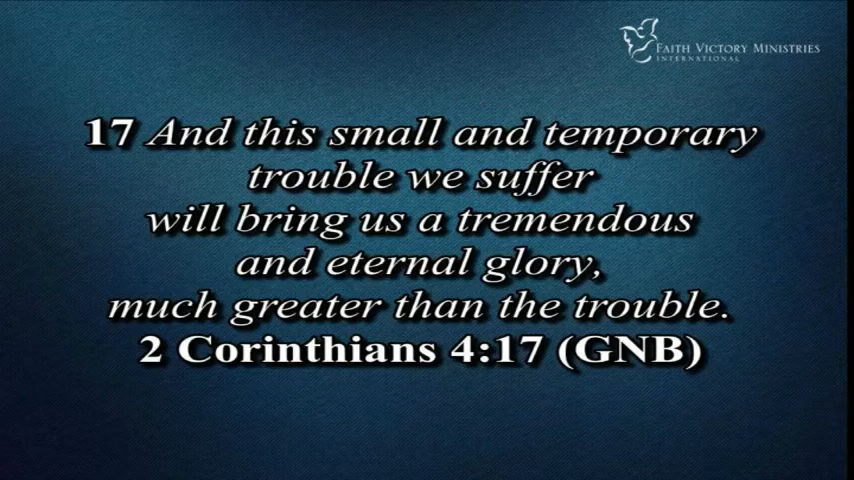 FAITH VICTORY MINISTRIES
INTERNATIONAL
17 And this small and temporary
trouble we suffer
will bring us a tremendous
and eternal glory,
much greater than the trouble.
2 Corinthians 4:17 (GNB)